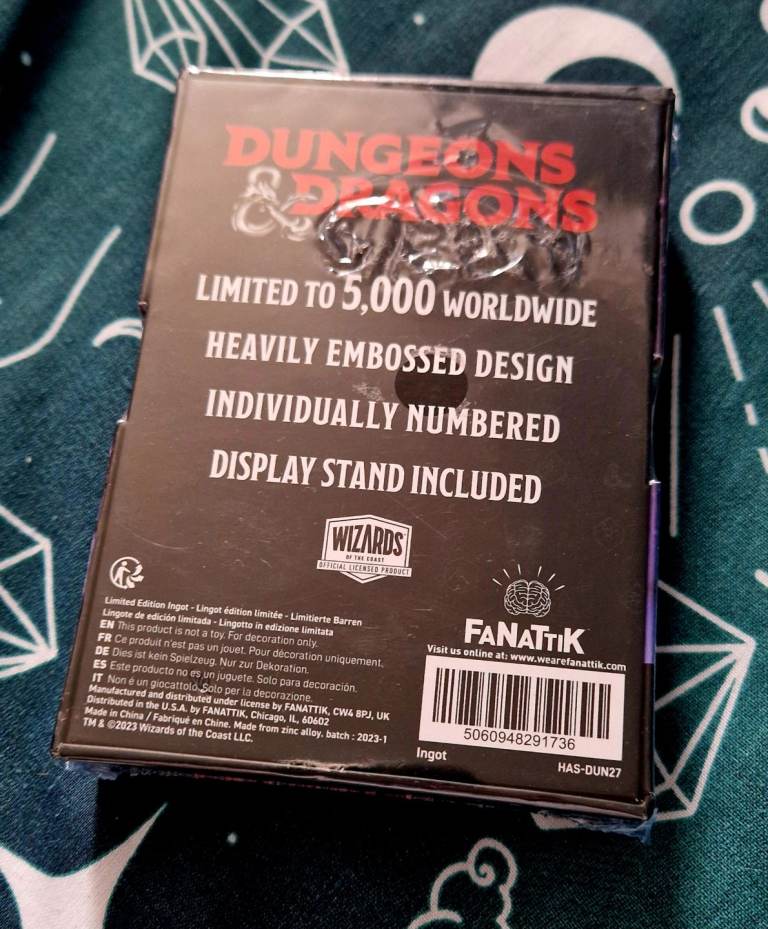 DUNGEONS
& DRAGONS
LIMITED TO 5,000 WORLDWIDE
HEAVILY EMBOSSED DESIGN
INDIVIDUALLY NUMBERED
DISPLAY STAND INCLUDED
WIZARDS
OF THE COAST
OFFICIAL LICENSED PRODUCT
Limited Edition Ingot - Lingot édition limitée - Limitierte Barren
Lingote de edición limitada - Lingotto in edizione limitata
EN This product is not a toy. For decoration only.
FR Ce produit n'est pas un jouet. Pour décoration uniquement.
DE Dies ist kein Spielzeug. Nur zur Dekoration.
ES Este producto no es un juguete. Solo para decoración.
IT Non é un giocattolo. Solo per la decorazione.
Manufactured and distributed under license by FANATTIK, CW4 8PJ, UK
Distributed in the U.S.A. by FANATTIK, Chicago, IL, 60602
Made in China / Fabriqué en Chine. Made from zinc alloy. batch : 2023-1
TM & ©2023 Wizards of the Coast LLC.
FANATTIK
Visit us online at: www.wearefanattik.com
5060948291736
Ingot
HAS-DUN27